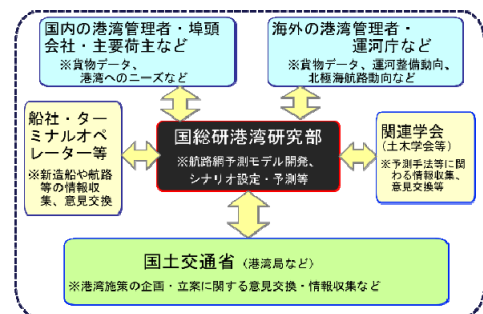 国内の港湾管理者・埠頭
会社・主要荷主など
※貨物データ、
港湾へのニーズなど
海外の港湾管理者・
運河庁など
※貨物データ、運河整備動向、
北極海航路動向など
船社・ター
ミナルオペ
レーター等
※新造船や航路
等の情報収
集、意見交換
国総研港湾研究部
※航路網予測モデル開発、
シナリオ設定・予測等
関連学会
(土木学会等)
※予測手法等に関
わる情報収集、
意見交換等
国土交通省（港湾局など）
※港湾施策の企画・立案に関する意見交換・情報収集など